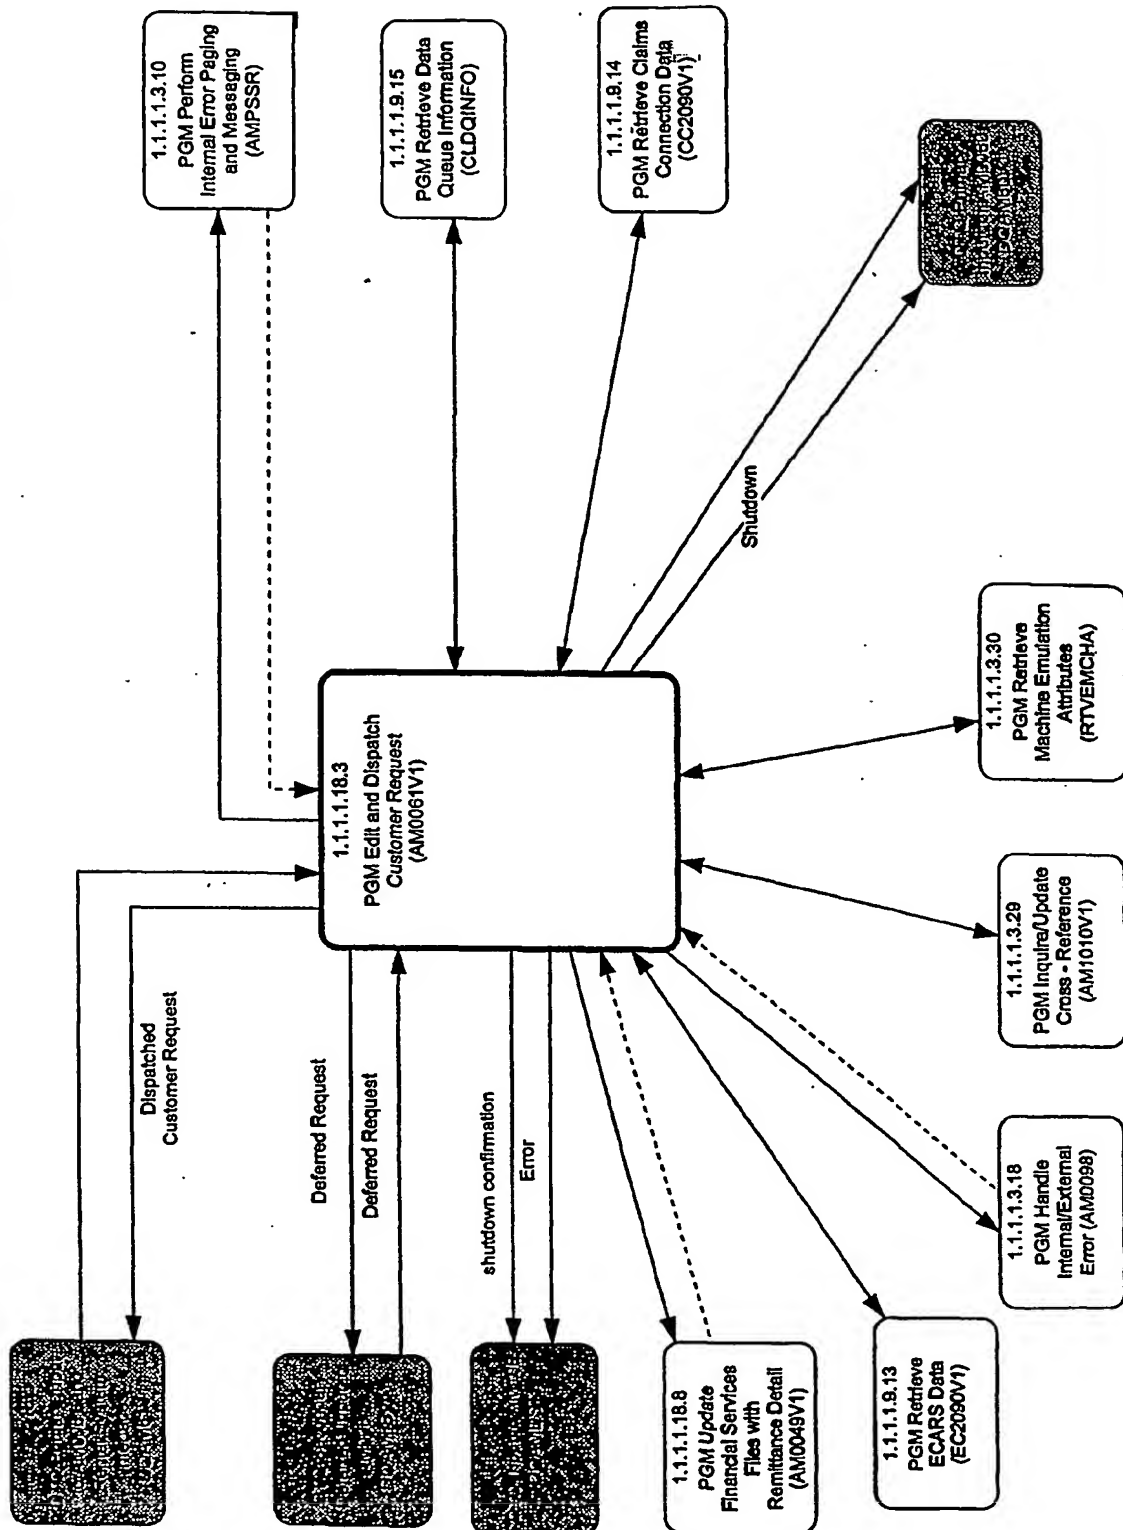 1.1.1.1.3.10
PGM Perform
Internal Error Paging
and Messaging
(AMPSSR)
1.1.1.1.9.15
PGM Retrieve Data
Queue Information
(CLDQINFO)
1.1.1.1.9.14
PGM Retrieve Claims
Connection Data
(CC2090V1)
Shutdown
1.1.1.1.18.3
PGM Edit and Dispatch
Customer Request
(AM0061V1)
Dispatched
Customer Request
Deferred Request
Deferred Request
shutdown confirmation
Error
1.1.1.1.3.30
PGM Retrieve
Machine Emulation
Attributes
(RTVEMCHA)
1.1.1.1.3.29
PGM Inquire/Update
Cross - Reference
(AM1010V1)
1.1.1.1.3.18
PGM Handle
Internal/External
Error (AM0098)
1.1.1.1.9.13
PGM Retrieve
ECARS Data
(EC2090V1)
1.1.1.1.18.8
PGM Update
Financial Services
Files with
Remittance Detail
(AM0049V1)